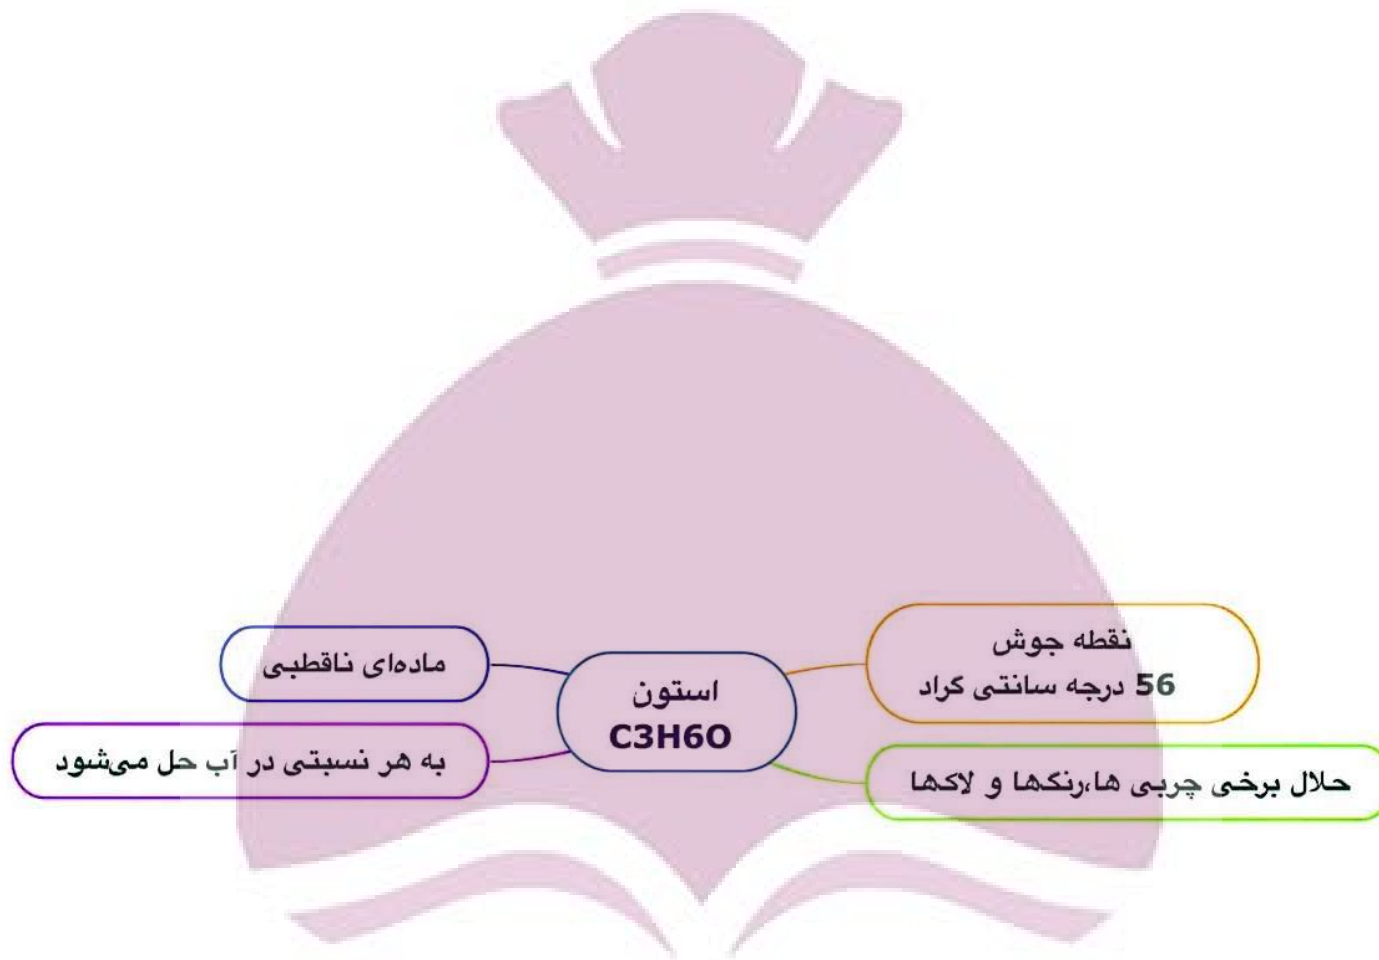 استون
C3H6O
نقطه جوش
56 درجه سانتی گراد
حلال برخی چربی ها،رنگها و لاکها
ماده‌ای ناقطبی
به هر نسبتی در آب حل می‌شود